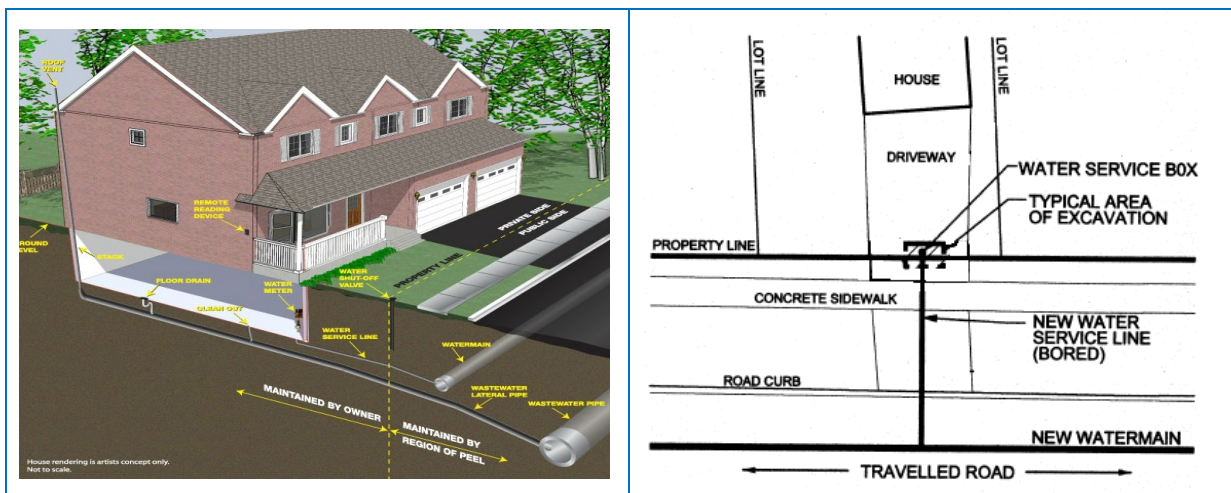 ROOF
VENT
REMOTE
READING
DEVICE
PRIVATE SIDE
PUBLIC SIDE
PROPERTY LINE
ROUND
EVEL
STACK
FLOOR DRAIN
CLEAN OUT
WATER
METER
WATER
SHUT-OFF
VALVE
WATER
SERVICE LINE
WATERMAIN
WASTEWATER
LATERAL PIPE
WASTEWATER PIPE
MAINTAINED BY OWNER
MAINTAINED BY
REGION OF PEEL
House rendering is artists concept only.
Not to scale.
LOT LINE
HOUSE
LOT LINE
DRIVEWAY
WATER SERVICE B0X
TYPICAL AREA
OF EXCAVATION
PROPERTY LINE
CONCRETE SIDEWALK
NEW WATER
SERVICE LINE
(BORED)
ROAD CURB
NEW WATERMAIN
TRAVELLED ROAD